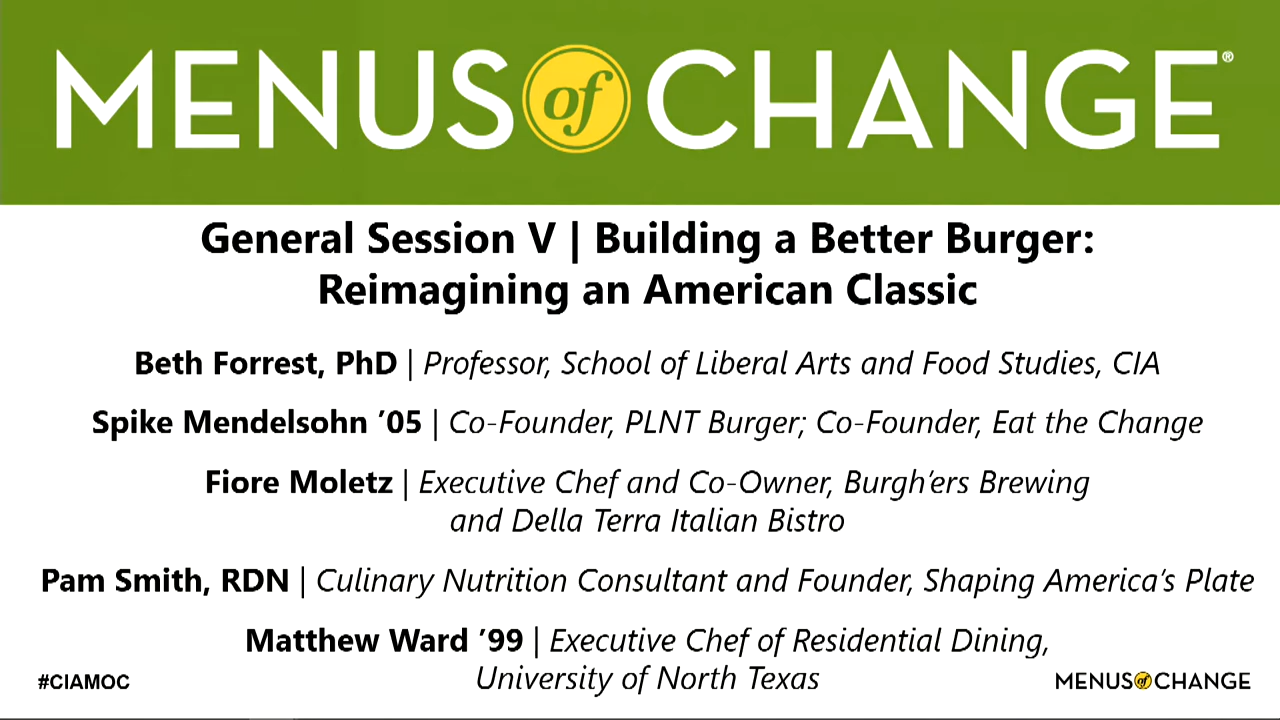 MENUS of CHANGE®
General Session V | Building a Better Burger:
Reimagining an American Classic
Beth Forrest, PhD | Professor, School of Liberal Arts and Food Studies, CIA
Spike Mendelsohn ’05 | Co-Founder, PLNT Burger; Co-Founder, Eat the Change
Fiore Moletz | Executive Chef and Co-Owner, Burgh’ers Brewing
and Della Terra Italian Bistro
Pam Smith, RDN | Culinary Nutrition Consultant and Founder, Shaping America’s Plate
Matthew Ward ’99 | Executive Chef of Residential Dining,
University of North Texas
#CIAMOC
MENUS of CHANGE